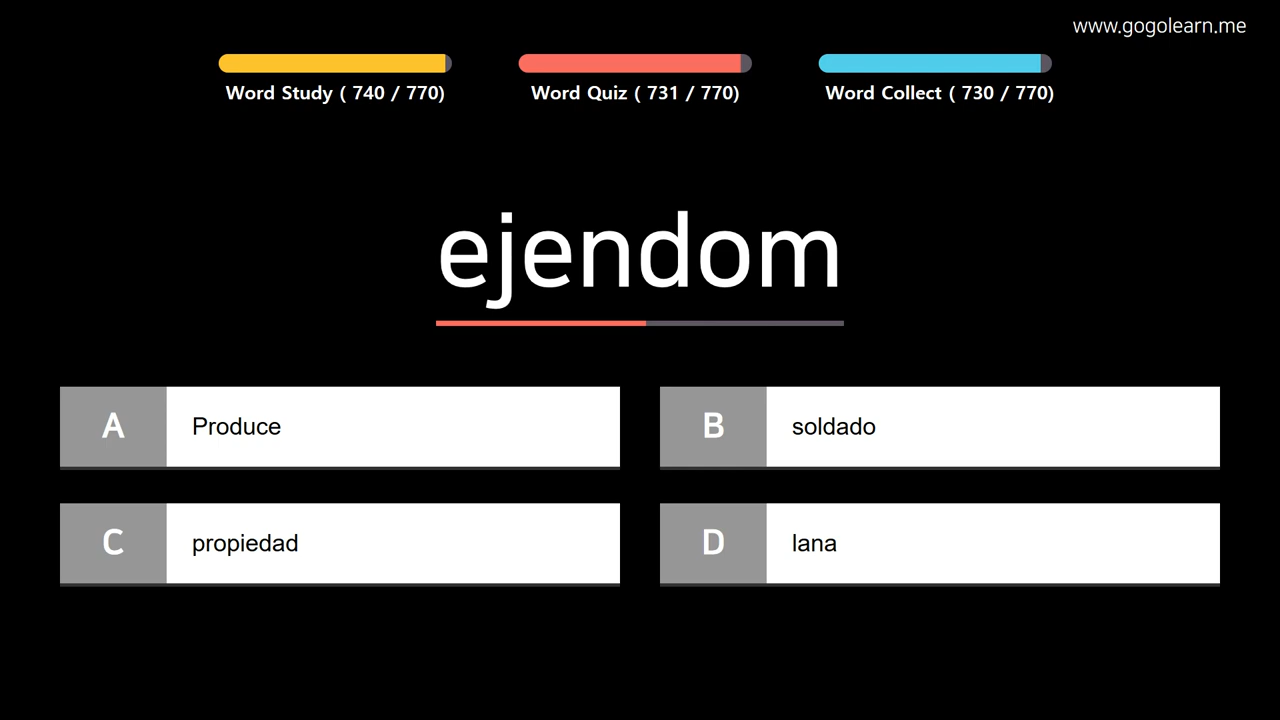 www.gogolearn.me
Word Study ( 740 / 770)
Word Quiz ( 731 / 770)
Word Collect ( 730 / 770)
ejendom
A Produce
B soldado
C propiedad
D lana